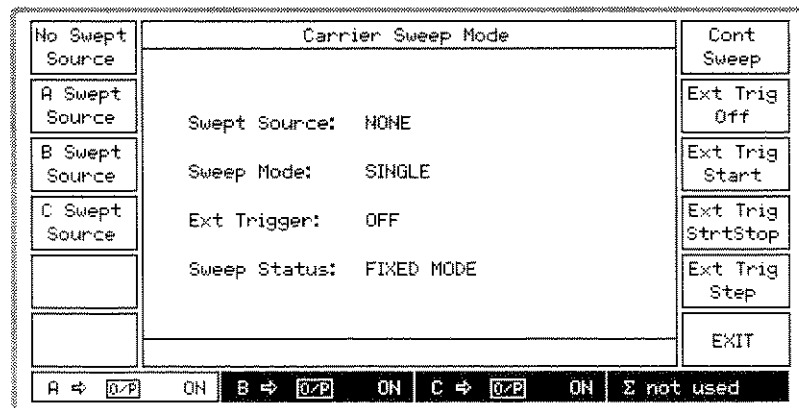 Carrier Sweep Mode
No Swept
Source
A Swept
Source
B Swept
Source
C Swept
Source
Swept Source: NONE
Sweep Mode: SINGLE
Ext Trigger: OFF
Sweep Status: FIXED MODE
Cont
Sweep
Ext Trig
Off
Ext Trig
Start
Ext Trig
StrtStop
Ext Trig
Step
EXIT
A ⇨ O/P ON B ⇨ O/P ON C ⇨ O/P ON Σ not used